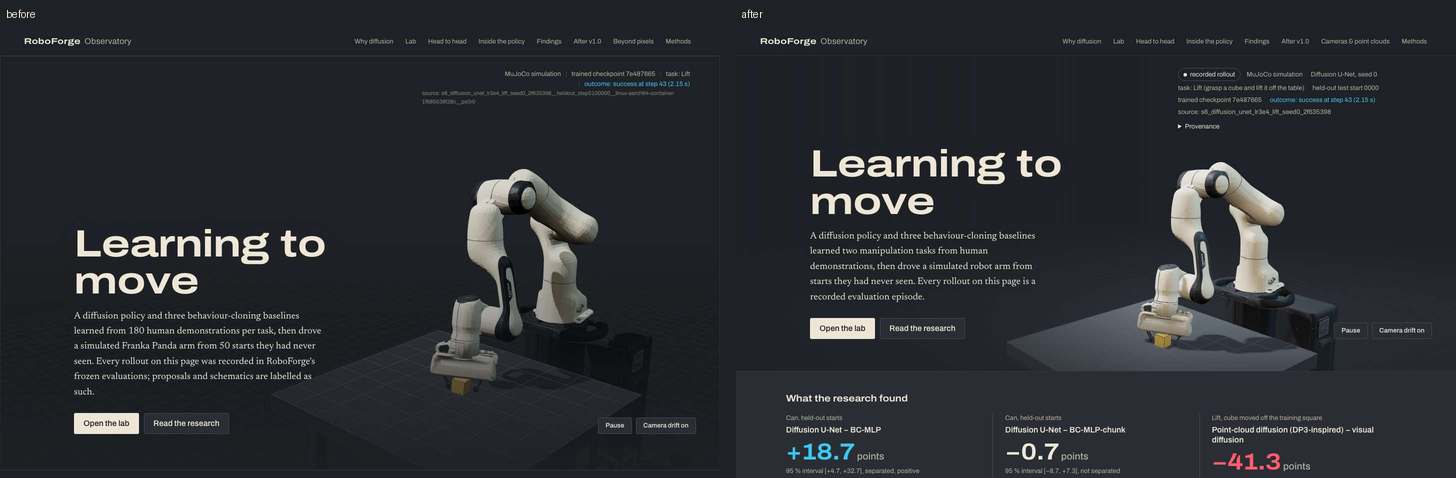 before
RoboForge Observatory
Why diffusion Lab Head to head Inside the policy Findings After v1.0 Beyond pixels Methods
MuJoCo simulation trained checkpoint 7e487665 task: Lift
outcome: success at step 43 (2.15 s)
Learning to
move
A diffusion policy and three behaviour-cloning baselines
learned from 180 human demonstrations per task, then drove
a simulated Franka Panda arm from 50 starts they had never
seen. Every rollout on this page was recorded in RoboForge's
frozen evaluations; proposals and schematics are labelled as
such.
Open the lab Read the research
Pause Camera drift on
after
RoboForge Observatory
Why diffusion Lab Head to head Inside the policy Findings After v1.0 Cameras & point clouds Methods
recorded rollout MuJoCo simulation Diffusion U-Net, seed 0
task: Lift (grasp a cube and lift it off the table) held-out test start 0000
trained checkpoint 7e487665 outcome: success at step 43 (2.15 s)
source: s6_diffusion_unet_lr3e4_lift_seed0_2f635398
Provenance
Learning to
move
A diffusion policy and three behaviour-cloning baselines
learned two manipulation tasks from human
demonstrations, then drove a simulated robot arm from
starts they had never seen. Every rollout on this page is a
recorded evaluation episode.
Open the lab Read the research
Pause Camera drift on
What the research found
Can, held-out starts
Diffusion U-Net – BC-MLP
+18.7 points
95 % interval [+4.7, +32.7], separated, positive
Can, held-out starts
Diffusion U-Net – BC-MLP-chunk
−0.7 points
95 % interval [−8.7, +7.3], not separated
Lift, cube moved off the training square
Point-cloud diffusion (DP3-inspired) – visual
diffusion
−41.3 points